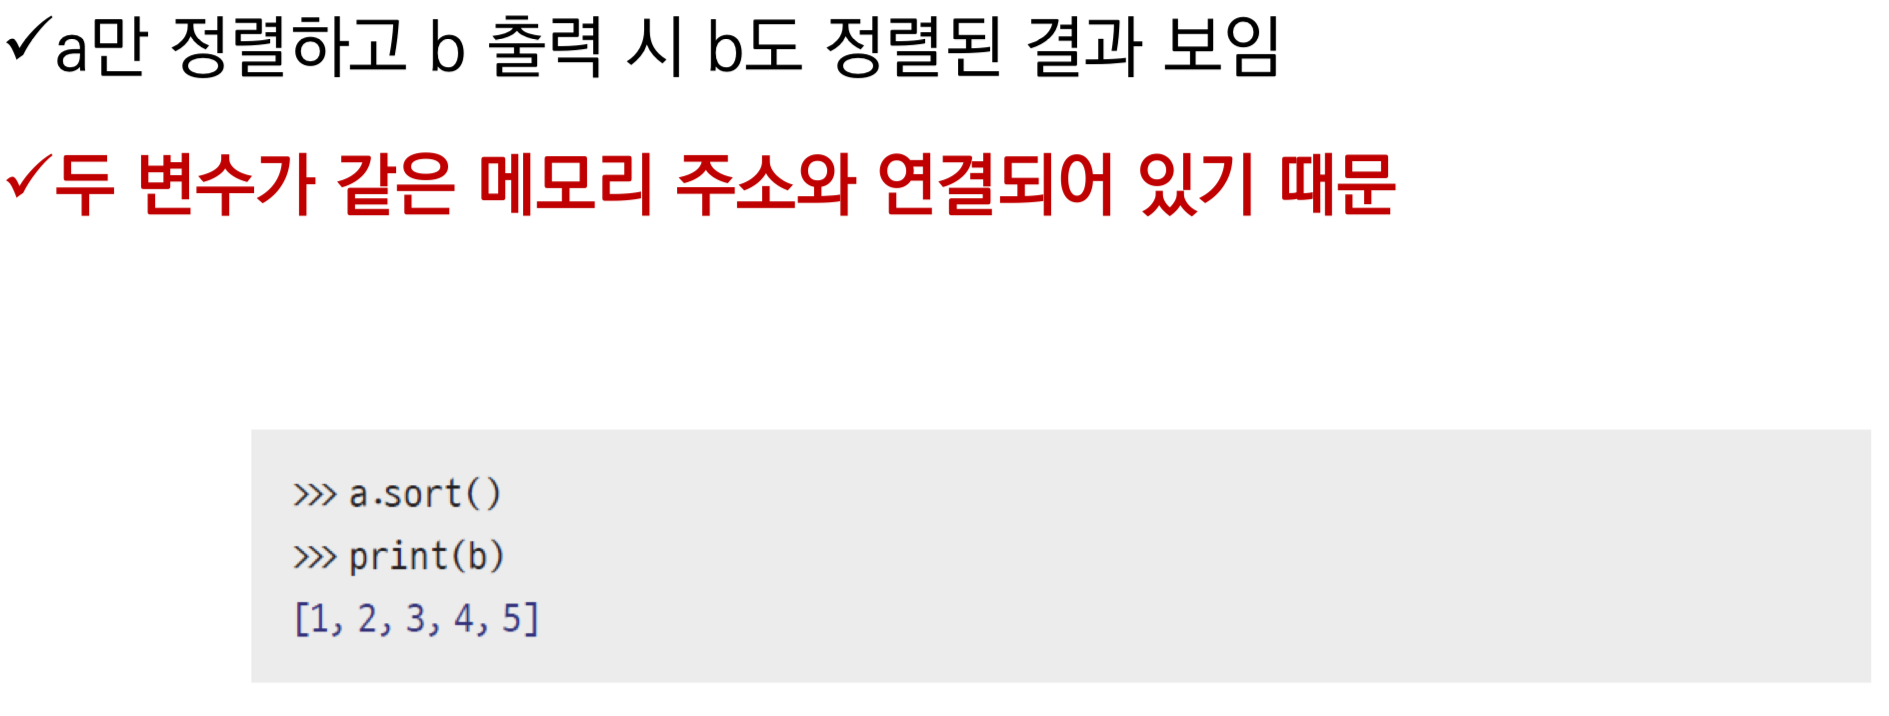 ✓a만 정렬하고 b 출력 시 b도 정렬된 결과 보임
✓두 변수가 같은 메모리 주소와 연결되어 있기 때문
>>> a.sort()
>>> print(b)
[1, 2, 3, 4, 5]